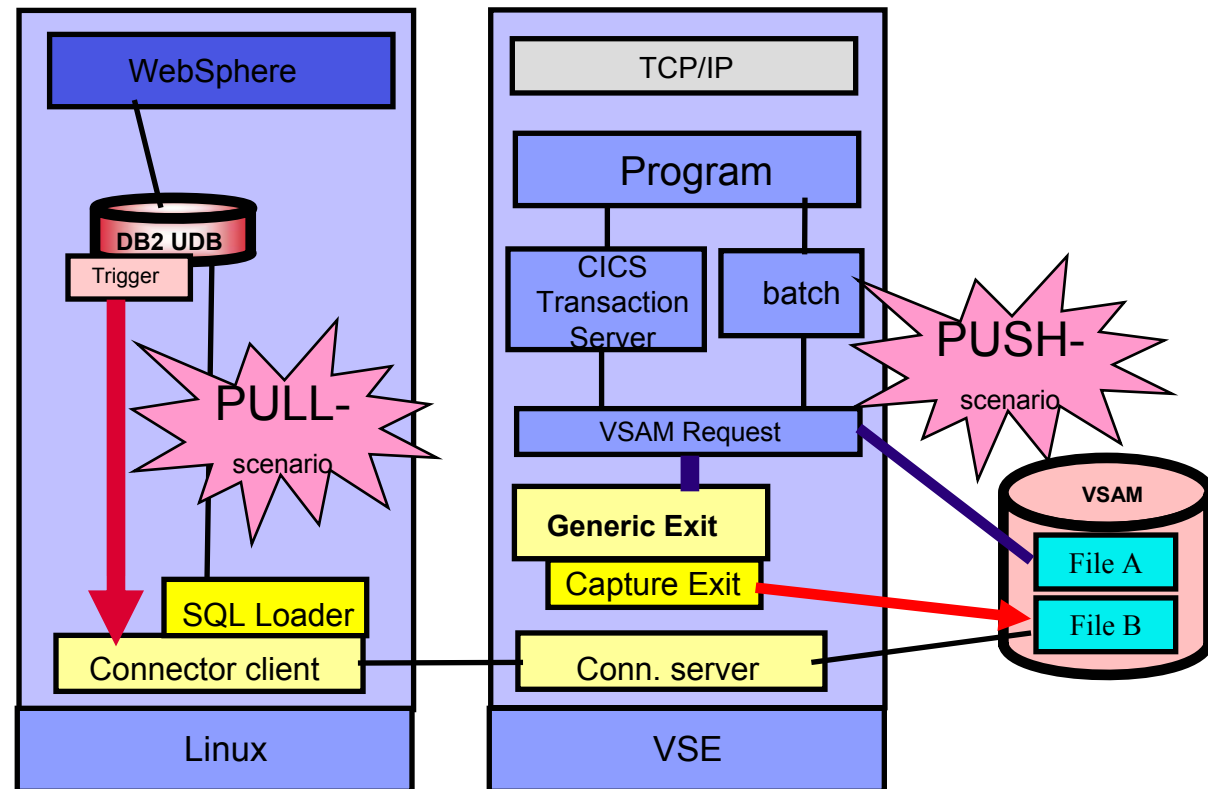 WebSphere
DB2 UDB
Trigger
PULL-
scenario
SQL Loader
Connector client
Linux
TCP/IP
Program
CICS
Transaction
Server
batch
PUSH-
scenario
VSAM Request
Generic Exit
Capture Exit
Conn. server
VSE
VSAM
File A
File B